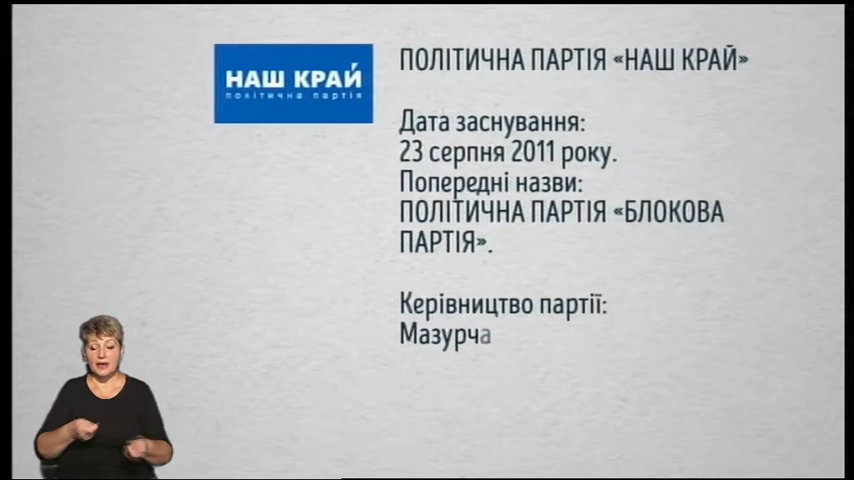 НАШ КРАЙ
політична партія
ПОЛІТИЧНА ПАРТІЯ «НАШ КРАЙ»
Дата заснування:
23 серпня 2011 року.
Попередні назви:
ПОЛІТИЧНА ПАРТІЯ «БЛОКОВА
ПАРТІЯ».
Керівництво партії:
Мазурча